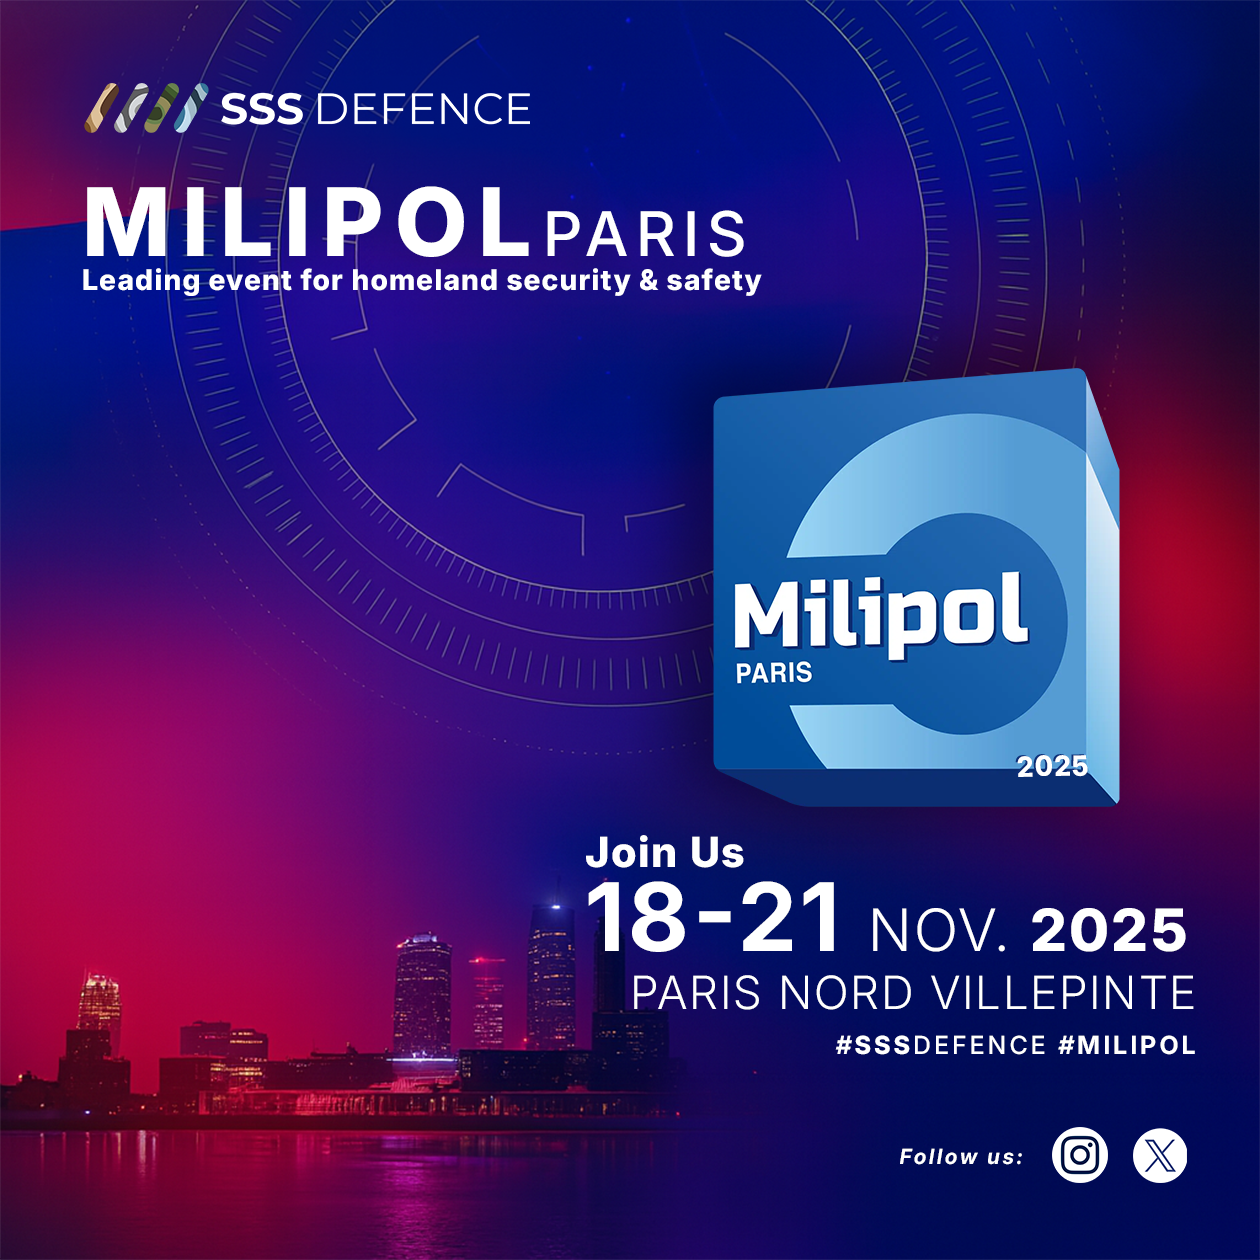 SSS DEFENCE
MILIPOL PARIS
Leading event for homeland security & safety
Milipol
PARIS
2025
Join Us
18-21 NOV. 2025
PARIS NORD VILLEPINTE
#SSSDEFENCE #MILIPOL
Follow us: